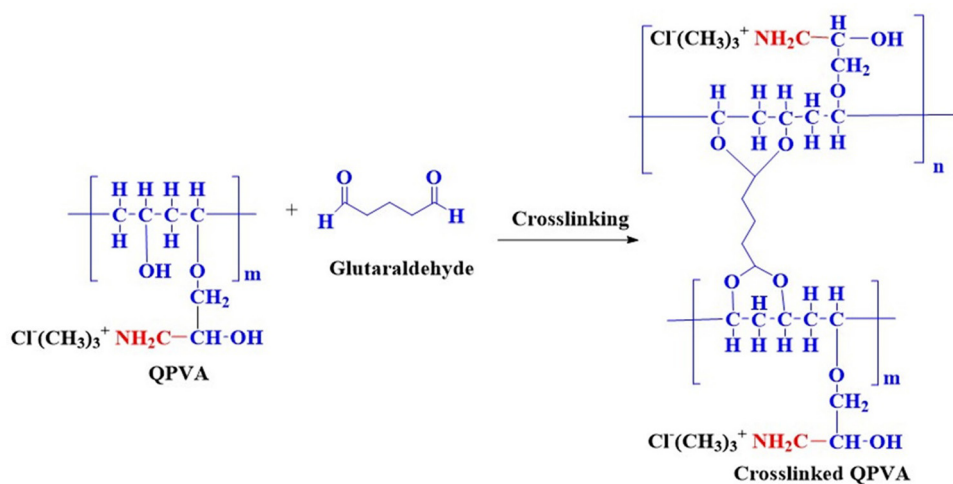 H H H H
C C C C
H H
OH O
m
CH₂
Cl⁻(CH₃)₃⁺ NH₂C CH-OH
QPVA
+
O O
H H
Glutaraldehyde
Crosslinking
H
Cl⁻(CH₃)₃⁺ NH₂C C OH
CH₂
O
H H H H H
C C C C C
H H H
O O
n
O O
H H
C C C C C
H H H H
m
O
CH₂
Cl⁻(CH₃)₃⁺ NH₂C CH-OH
Crosslinked QPVA